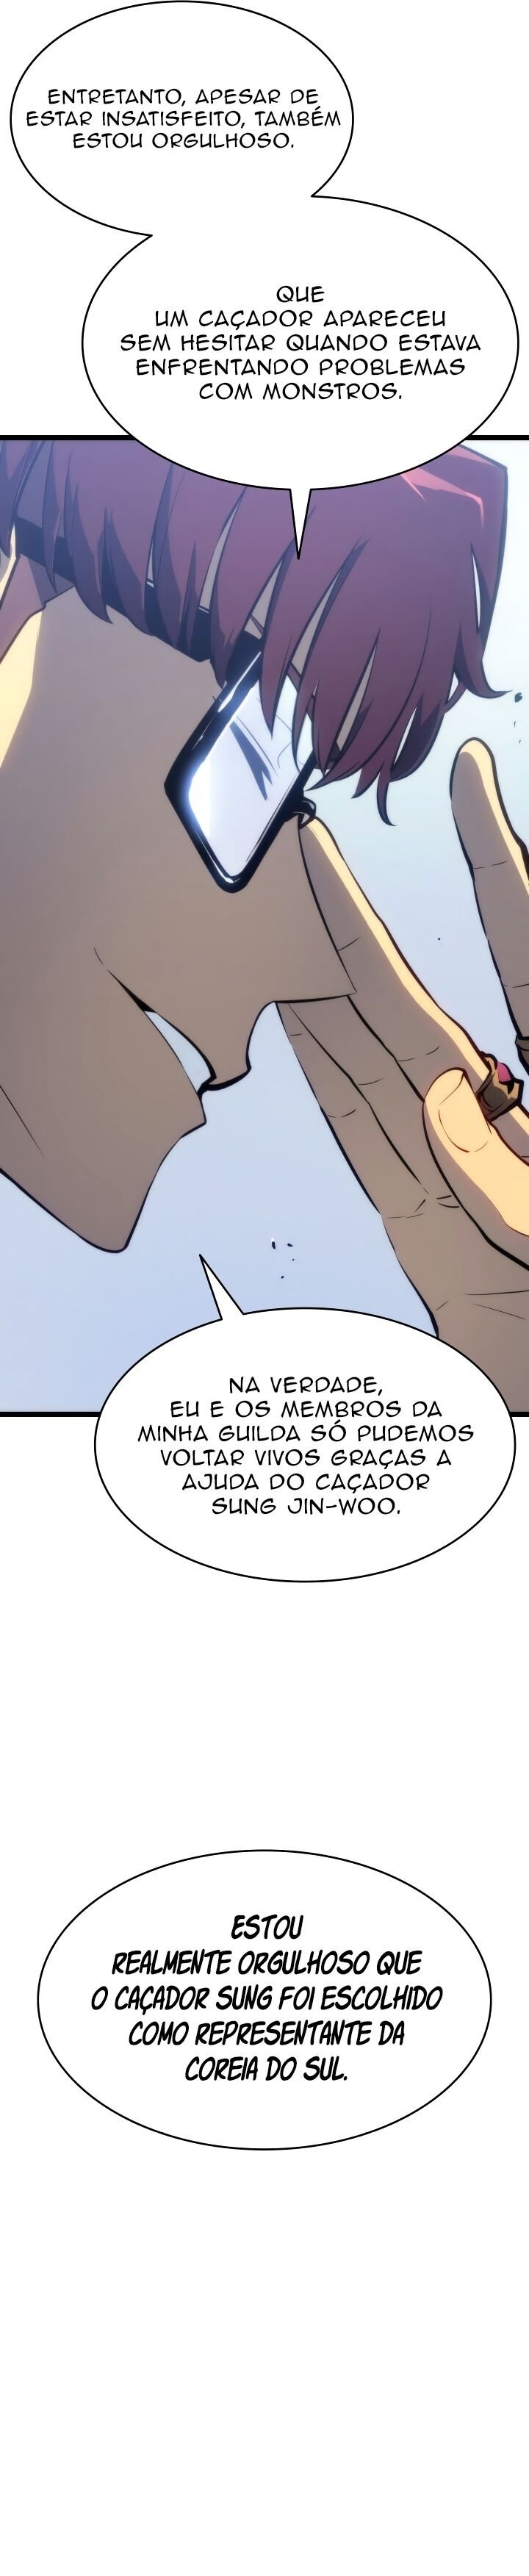 ENTRETANTO, APESAR DE
ESTAR INSATISFEITO, TAMBÉM
ESTOU ORGULHOSO.
QUE
UM CAÇADOR APARECEU
SEM HESITAR QUANDO ESTAVA
ENFRENTANDO PROBLEMAS
COM MONSTROS.
NA VERDADE,
EU E OS MEMBROS DA
MINHA GUILDA SÓ PUDEMOS
VOLTAR VIVOS GRAÇAS A
AJUDA DO CAÇADOR
SUNG JIN-WOO.
ESTOU
REALMENTE ORGULHOSO QUE
O CAÇADOR SUNG FOI ESCOLHIDO
COMO REPRESENTANTE DA
COREIA DO SUL.